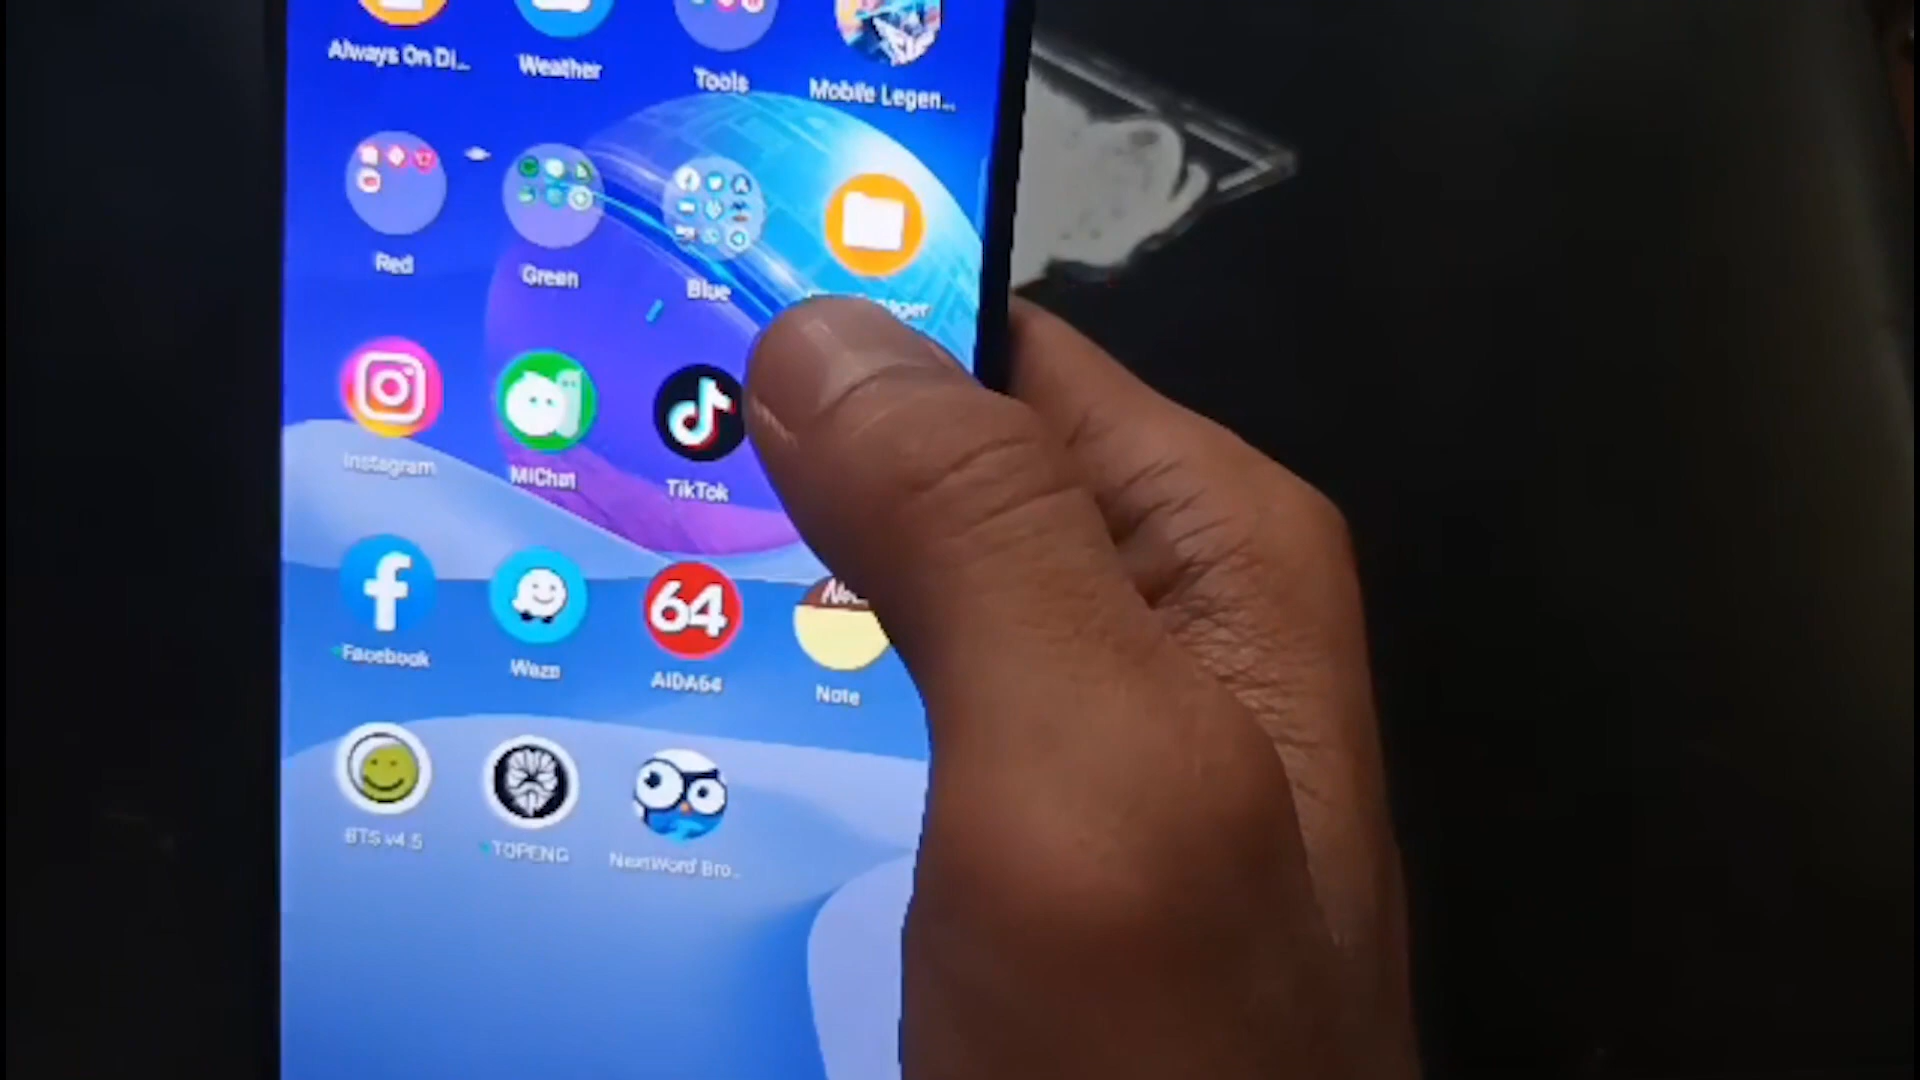 Always On Di...
Weather
Tools
Mobile Legen...
Red
Green
Blue
Instagram
MiChat
TikTok
Facebook
Waze
64
AIDA64
Note
BTS v4.5
TOPENG
NextWord Bro...